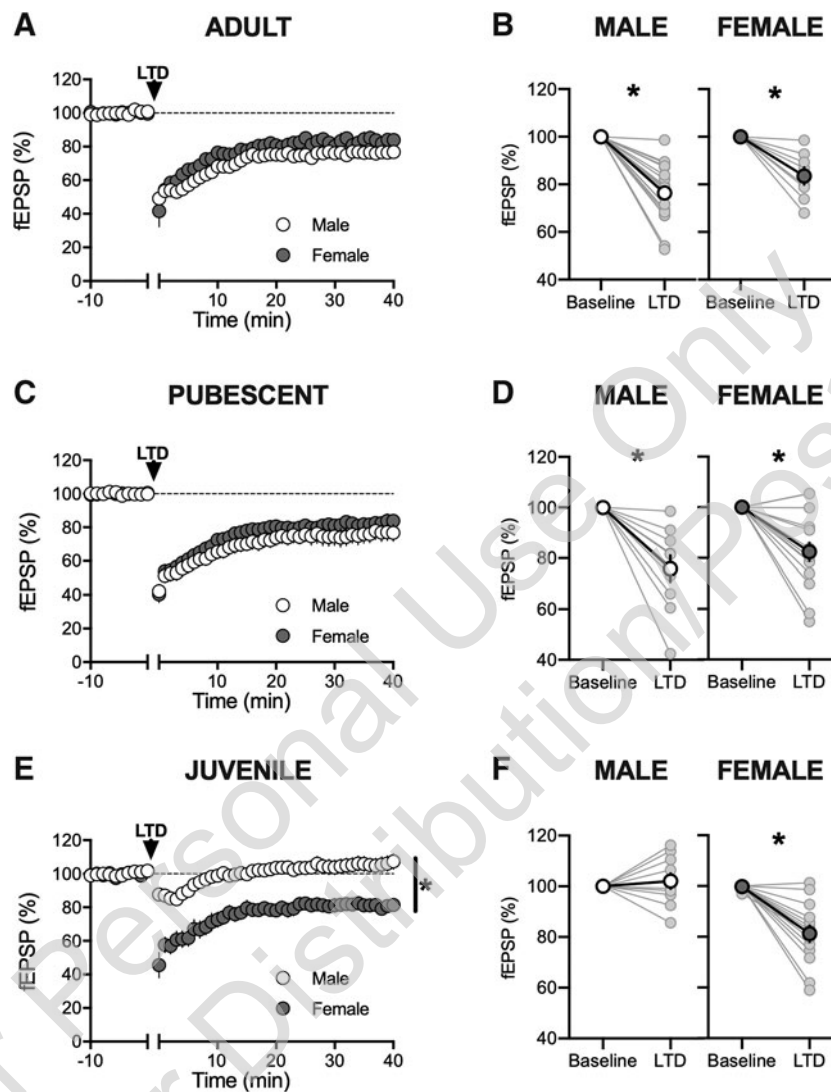 A ADULT
B MALE FEMALE
LTD
fEPSP (%)
120
100
80
60
40
20
0
-10 0 10 20 30 40
Time (min)
Male
Female
fEPSP (%)
120
100
80
60
40
* *
Baseline LTD Baseline LTD
C PUBESCENT
D MALE FEMALE
LTD
fEPSP (%)
120
100
80
60
40
20
0
-10 0 10 20 30 40
Time (min)
Male
Female
fEPSP (%)
120
100
80
60
40
* *
Baseline LTD Baseline LTD
E JUVENILE
F MALE FEMALE
LTD
fEPSP (%)
120
100
80
60
40
20
0
-10 0 10 20 30 40
Time (min)
Male
Female
*
fEPSP (%)
120
100
80
60
40
*
Baseline LTD Baseline LTD
Personal Use Only
Distribution/